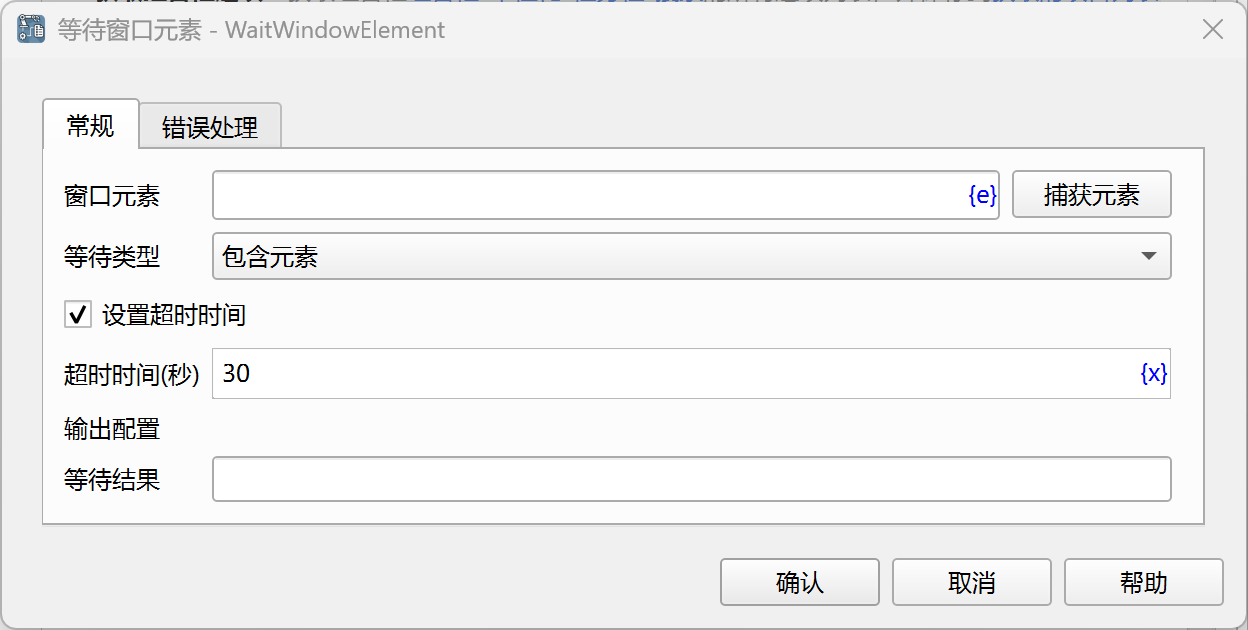 等待窗口元素 - WaitWindowElement
常规 错误处理
窗口元素 {e} 捕获元素
等待类型 包含元素
设置超时时间
超时时间(秒) 30 {x}
输出配置
等待结果
确认 取消 帮助